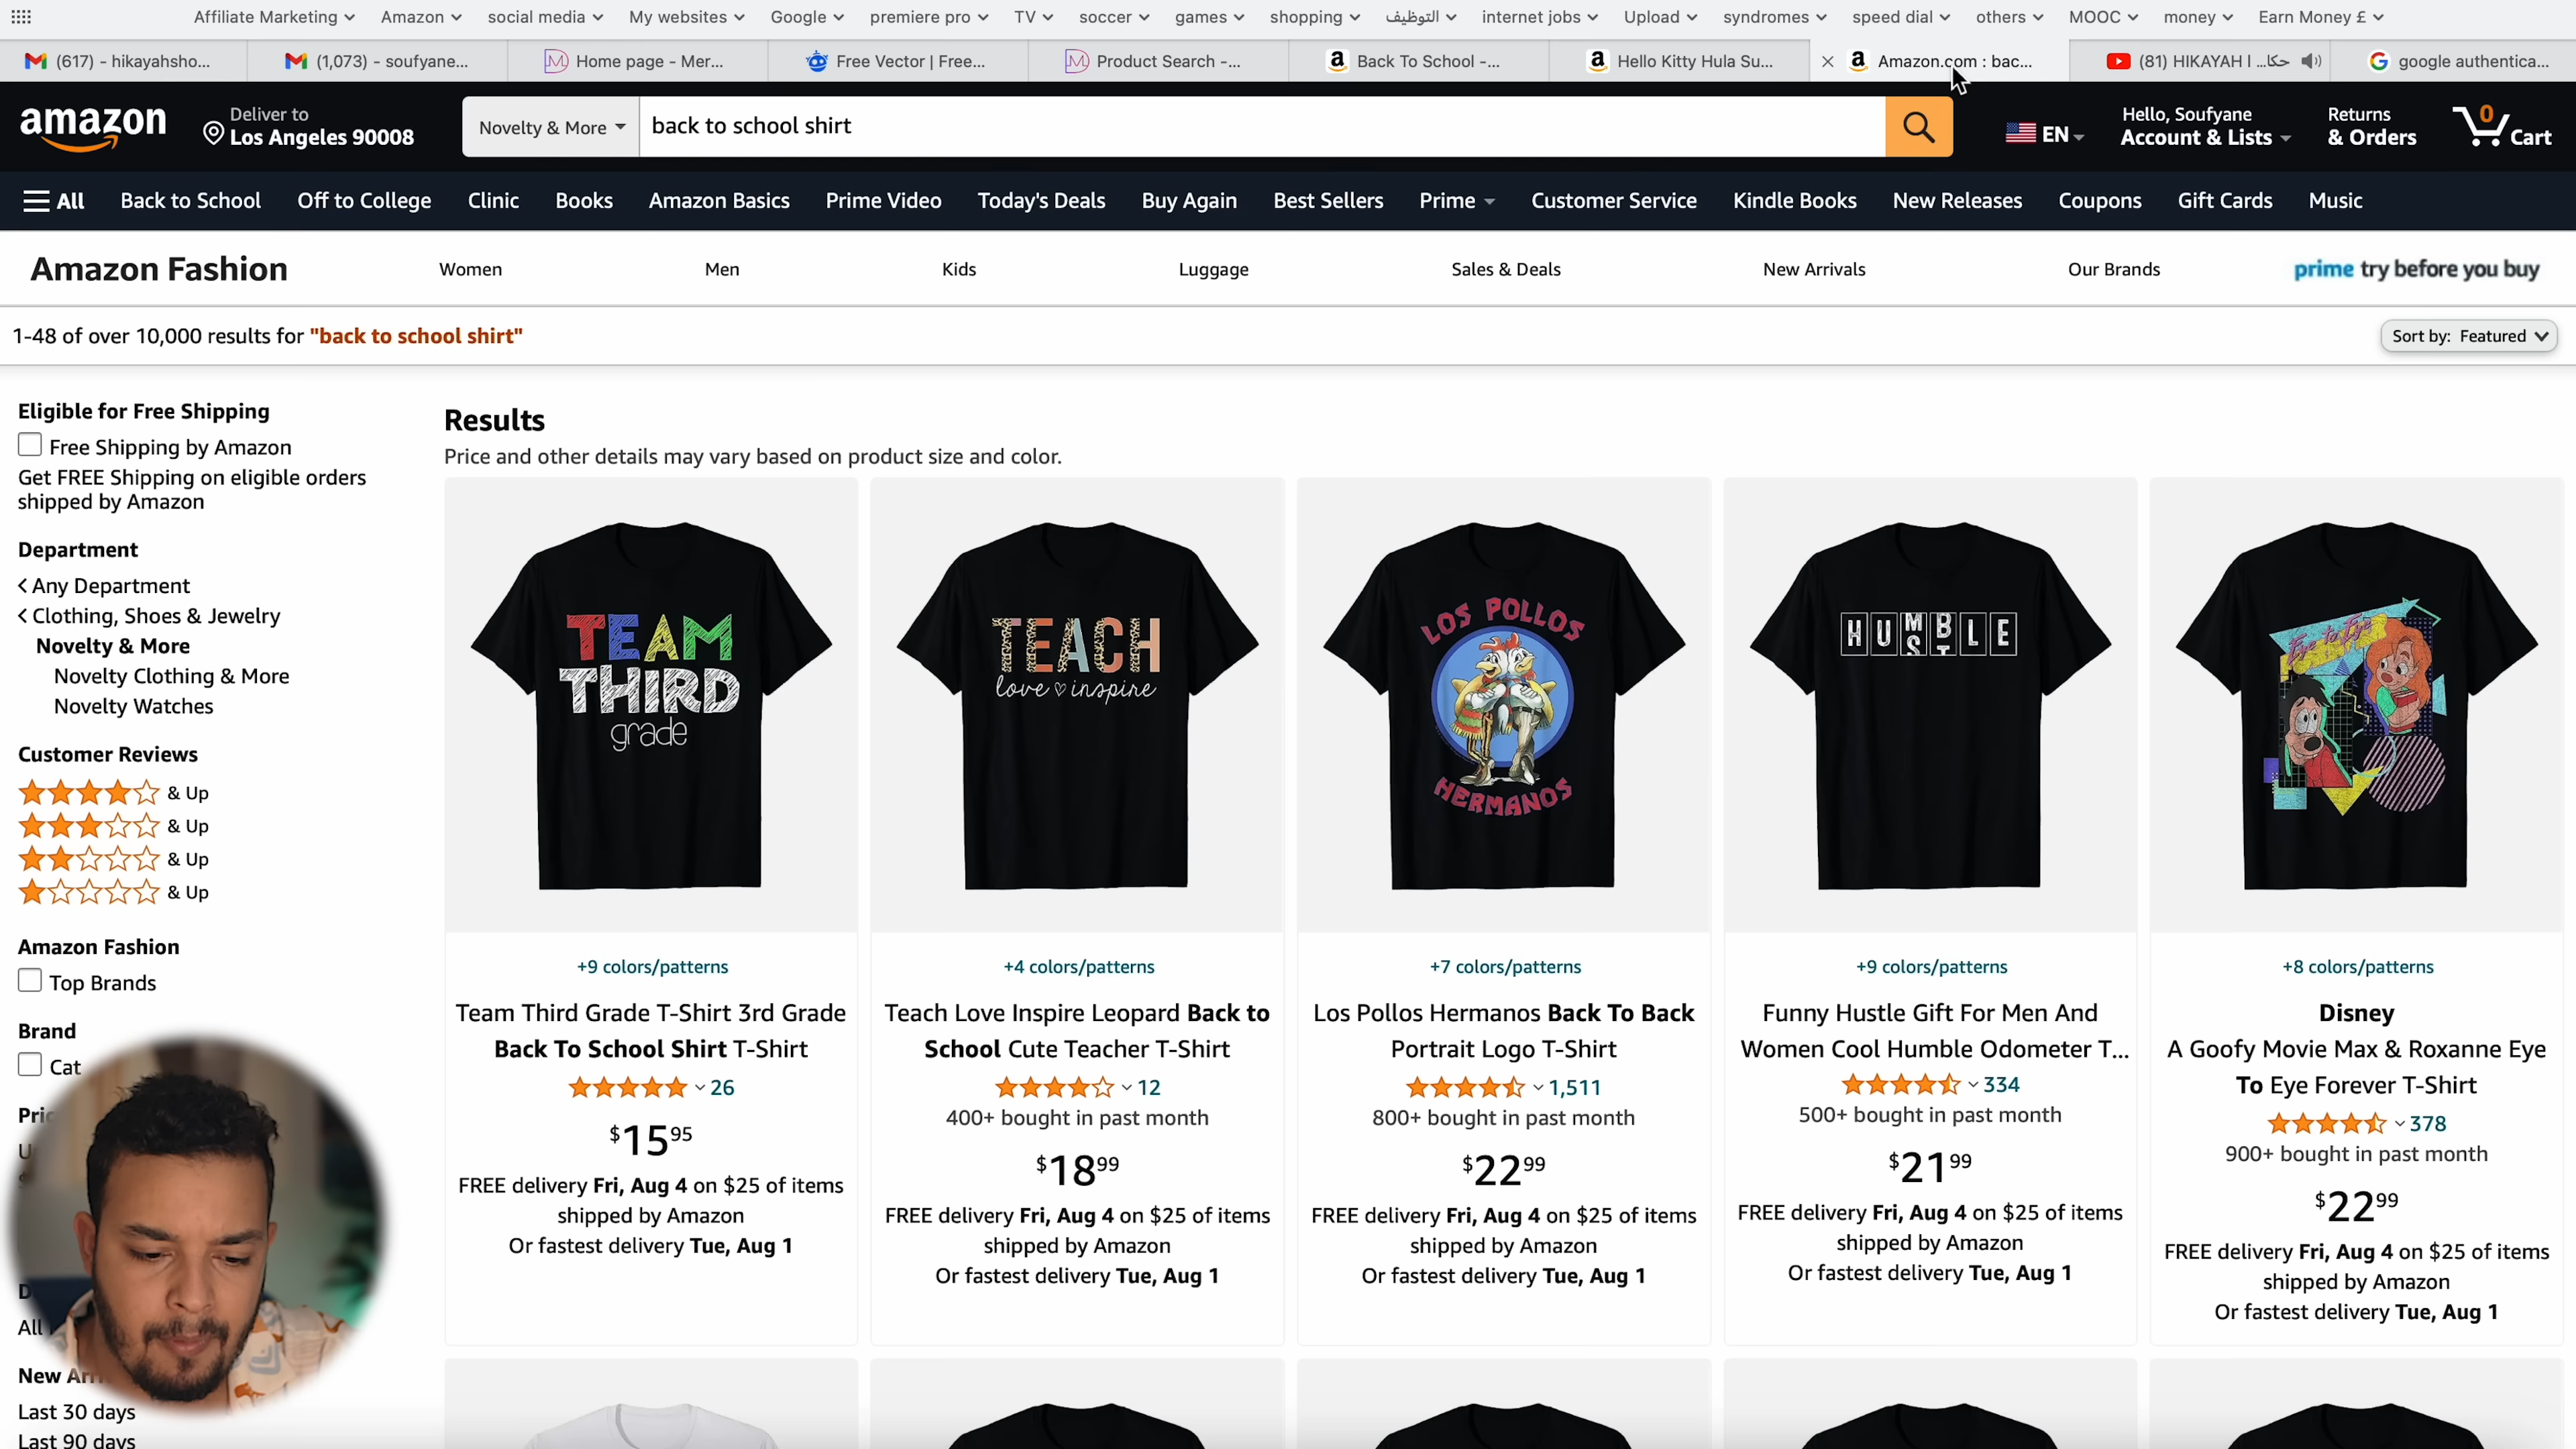 Affiliate Marketing Amazon social media My websites Google premiere pro TV soccer games shopping التوظيف internet jobs Upload syndromes speed dial others MOOC money Earn Money £
(617) - hikayahsho... (1,073) - soufyane... Home page - Mer... Free Vector | Free... Product Search -... Back To School -... Hello Kitty Hula Su... Amazon.com : bac... (81) HIKAYAH I حكا... google authentica...
amazon
Deliver to
Los Angeles 90008
Novelty & More
back to school shirt
EN
Hello, Soufyane
Account & Lists
Returns
& Orders
0
Cart
All Back to School Off to College Clinic Books Amazon Basics Prime Video Today's Deals Buy Again Best Sellers Prime Customer Service Kindle Books New Releases Coupons Gift Cards Music
Amazon Fashion Women Men Kids Luggage Sales & Deals New Arrivals Our Brands prime try before you buy
1-48 of over 10,000 results for "back to school shirt"
Sort by: Featured
Eligible for Free Shipping
Free Shipping by Amazon
Get FREE Shipping on eligible orders
shipped by Amazon
Department
Any Department
Clothing, Shoes & Jewelry
Novelty & More
Novelty Clothing & More
Novelty Watches
Customer Reviews
& Up
& Up
& Up
& Up
Amazon Fashion
Top Brands
Brand
Cat
New
Last 30 days
Last 90 days
Results
Price and other details may vary based on product size and color.
TEAM
THIRD
grade
+9 colors/patterns
Team Third Grade T-Shirt 3rd Grade
Back To School Shirt T-Shirt
26
$15 95
FREE delivery Fri, Aug 4 on $25 of items
shipped by Amazon
Or fastest delivery Tue, Aug 1
TEACH
love ♡ inspire
+4 colors/patterns
Teach Love Inspire Leopard Back to
School Cute Teacher T-Shirt
12
400+ bought in past month
$18 99
FREE delivery Fri, Aug 4 on $25 of items
shipped by Amazon
Or fastest delivery Tue, Aug 1
LOS POLLOS
HERMANOS
+7 colors/patterns
Los Pollos Hermanos Back To Back
Portrait Logo T-Shirt
1,511
800+ bought in past month
$22 99
FREE delivery Fri, Aug 4 on $25 of items
shipped by Amazon
Or fastest delivery Tue, Aug 1
HUMBLE
ST
+9 colors/patterns
Funny Hustle Gift For Men And
Women Cool Humble Odometer T...
334
500+ bought in past month
$21 99
FREE delivery Fri, Aug 4 on $25 of items
shipped by Amazon
Or fastest delivery Tue, Aug 1
Eye to Eye
+8 colors/patterns
Disney
A Goofy Movie Max & Roxanne Eye
To Eye Forever T-Shirt
378
900+ bought in past month
$22 99
FREE delivery Fri, Aug 4 on $25 of items
shipped by Amazon
Or fastest delivery Tue, Aug 1